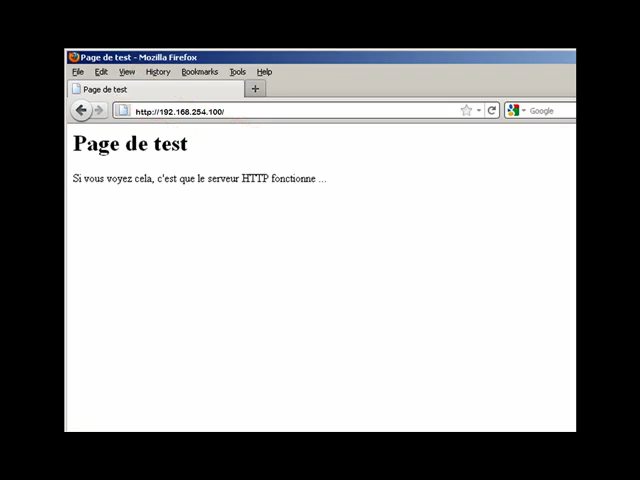 Page de test - Mozilla Firefox
File Edit View History Bookmarks Tools Help
Page de test
http://192.168.254.100/
Google
Page de test
Si vous voyez cela, c'est que le serveur HTTP fonctionne ...